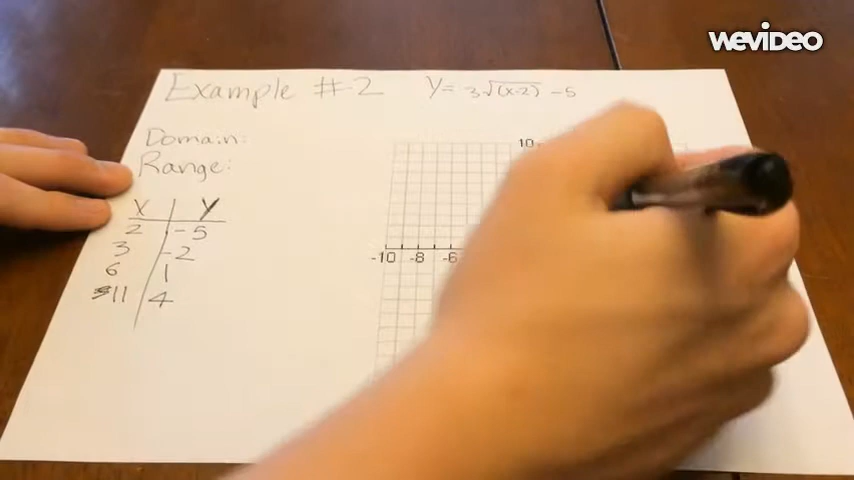 wevideo
Example #2 y = 3√(x-2) -5
Domain:
Range:
X Y
2 -5
3 -2
6 1
11 4
10
-10 -8 -6